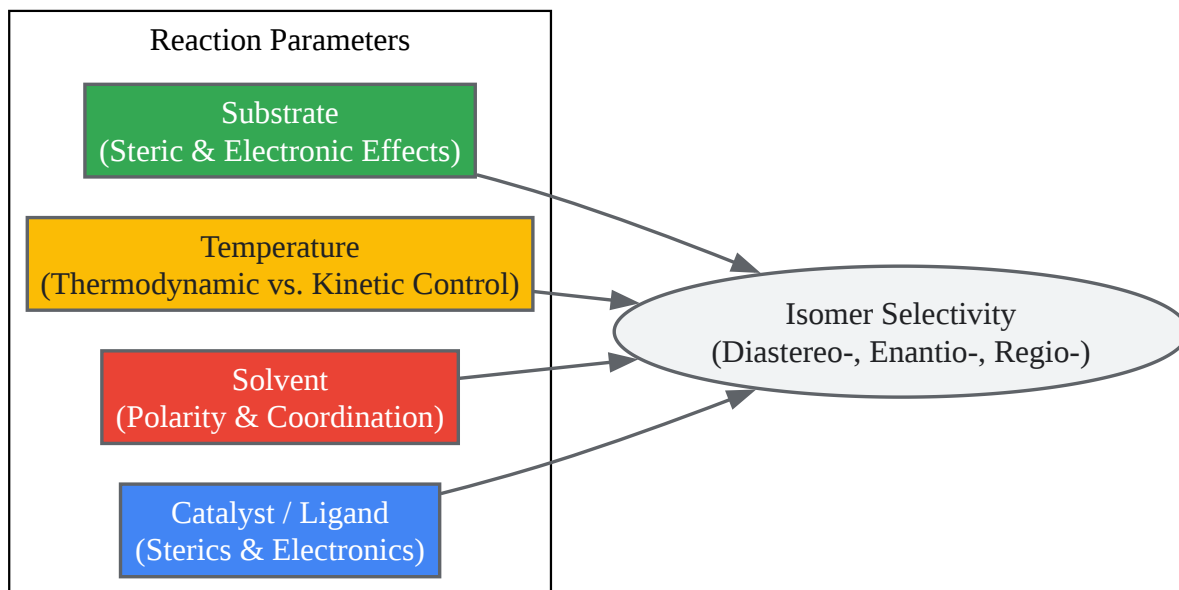 Reaction Parameters
Substrate
(Steric & Electronic Effects)
Temperature
(Thermodynamic vs. Kinetic Control)
Solvent
(Polarity & Coordination)
Catalyst / Ligand
(Sterics & Electronics)
Isomer Selectivity
(Diastereo-, Enantio-, Regio-)